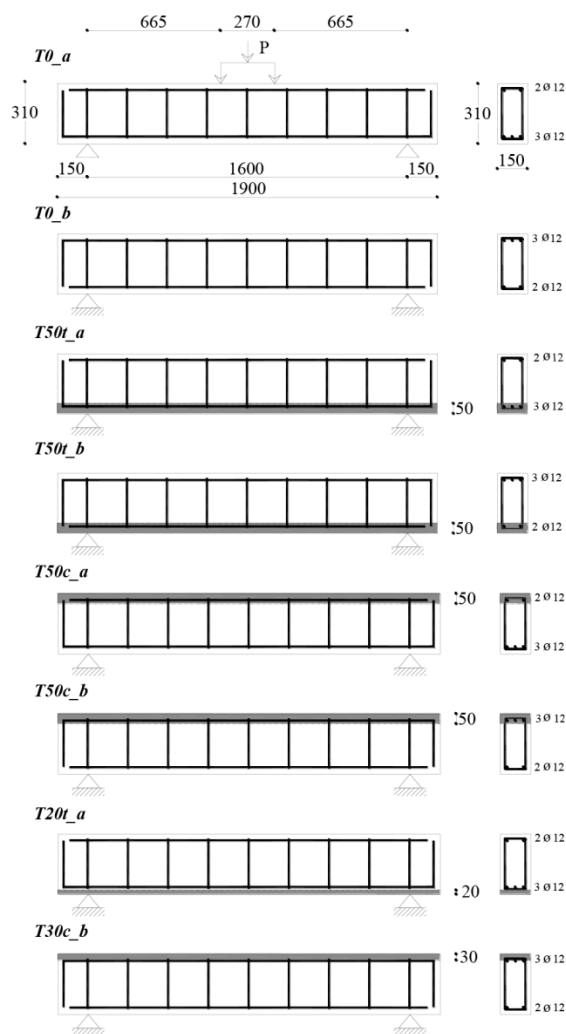 665 270 665
P
T0_a
2 Ø 12
310 310
3 Ø 12
150 1600 150 150
1900
T0_b
3 Ø 12
2 Ø 12
T50t_a
2 Ø 12
50 3 Ø 12
T50t_b
3 Ø 12
50 2 Ø 12
T50c_a
50 2 Ø 12
3 Ø 12
T50c_b
50 3 Ø 12
2 Ø 12
T20t_a
2 Ø 12
20 3 Ø 12
T30c_b
30 3 Ø 12
2 Ø 12